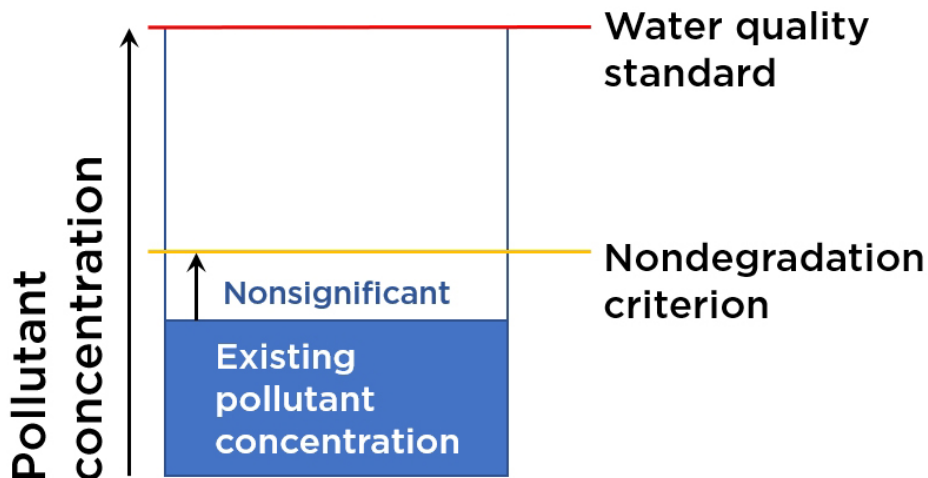 Water quality
standard
Pollutant
concentration
Nondegradation
criterion
Nonsignificant
Existing
pollutant
concentration